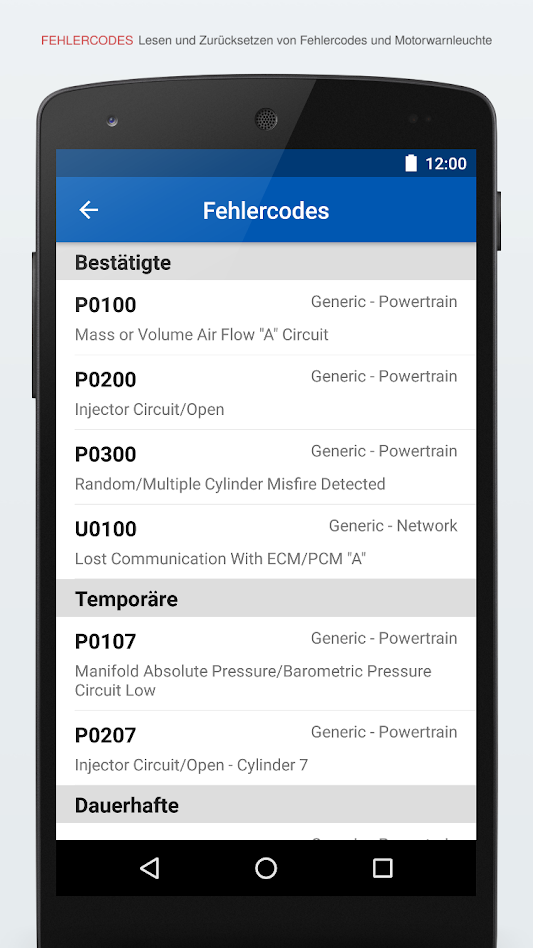 FEHLERCODES Lesen und Zurücksetzen von Fehlercodes und Motorwarnleuchte
12:00
Fehlercodes
Bestätigte
P0100 Generic - Powertrain
Mass or Volume Air Flow "A" Circuit
P0200 Generic - Powertrain
Injector Circuit/Open
P0300 Generic - Powertrain
Random/Multiple Cylinder Misfire Detected
U0100 Generic - Network
Lost Communication With ECM/PCM "A"
Temporäre
P0107 Generic - Powertrain
Manifold Absolute Pressure/Barometric Pressure
Circuit Low
P0207 Generic - Powertrain
Injector Circuit/Open - Cylinder 7
Dauerhafte